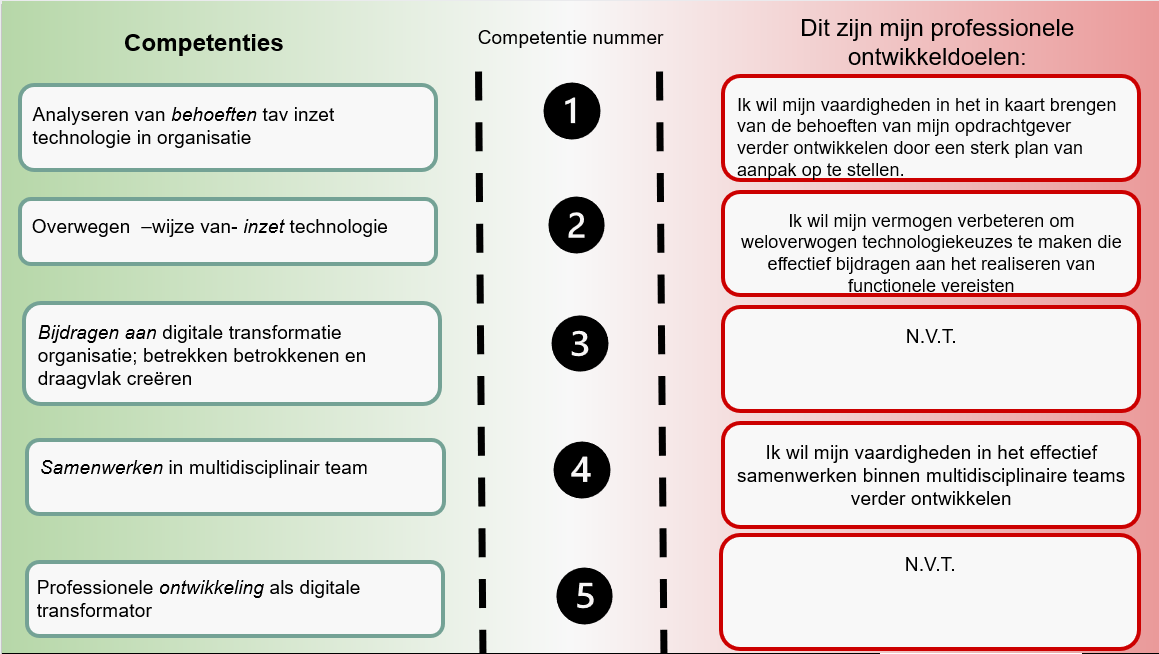 Competenties
Competentie nummer
Dit zijn mijn professionele
ontwikkeldoelen:
Analyseren van behoeften tav inzet
technologie in organisatie
1
Ik wil mijn vaardigheden in het in kaart brengen
van de behoeften van mijn opdrachtgever
verder ontwikkelen door een sterk plan van
aanpak op te stellen.
Overwegen –wijze van- inzet technologie
2
Ik wil mijn vermogen verbeteren om
weloverwogen technologiekeuzes te maken die
effectief bijdragen aan het realiseren van
functionele vereisten
Bijdragen aan digitale transformatie
organisatie; betrekken betrokkenen en
draagvlak creëren
3
N.V.T.
Samenwerken in multidisciplinair team
4
Ik wil mijn vaardigheden in het effectief
samenwerken binnen multidisciplinaire teams
verder ontwikkelen
Professionele ontwikkeling als digitale
transformator
5
N.V.T.